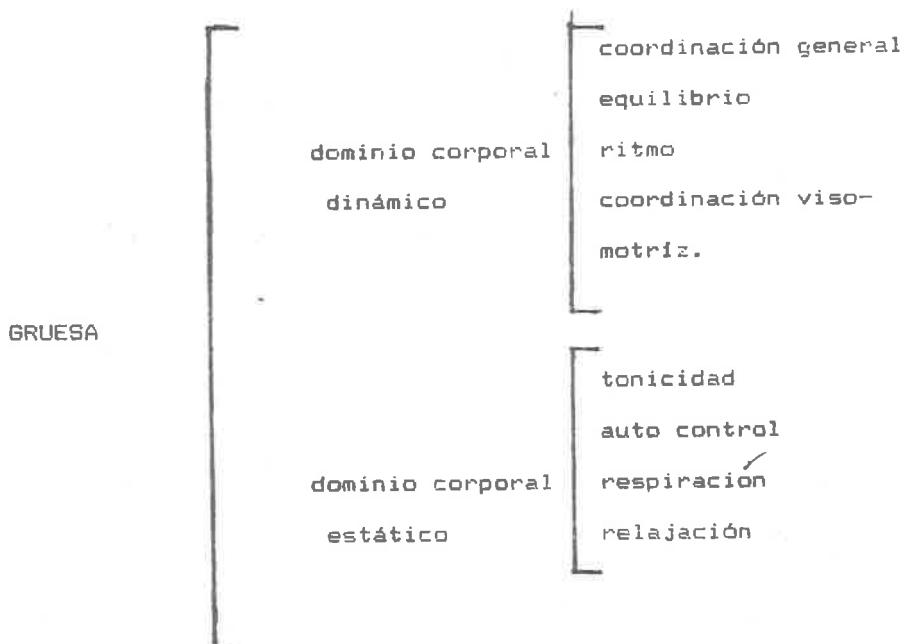 GRUESA
dominio corporal
dinámico
coordinación general
equilibrio
ritmo
coordinación viso-
motríz.
dominio corporal
estático
tonicidad
auto control
respiración
relajación